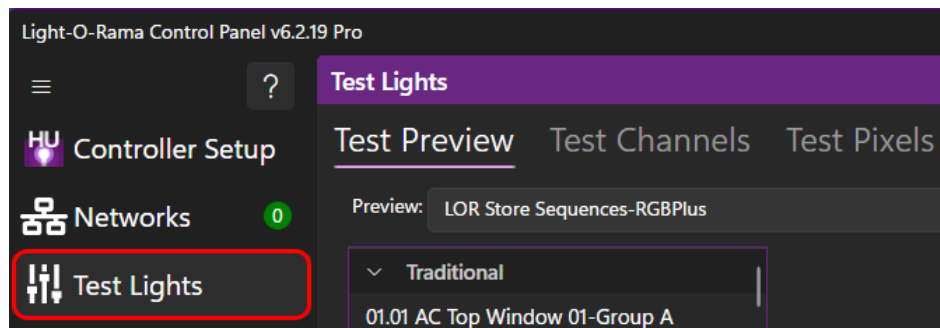 Light-O-Rama Control Panel v6.2.19 Pro
?
Test Lights
HU
Controller Setup
Test Preview Test Channels Test Pixels
Networks 0
Preview: LOR Store Sequences-RGBPlus
Test Lights
Traditional
01.01 AC Top Window 01-Group A